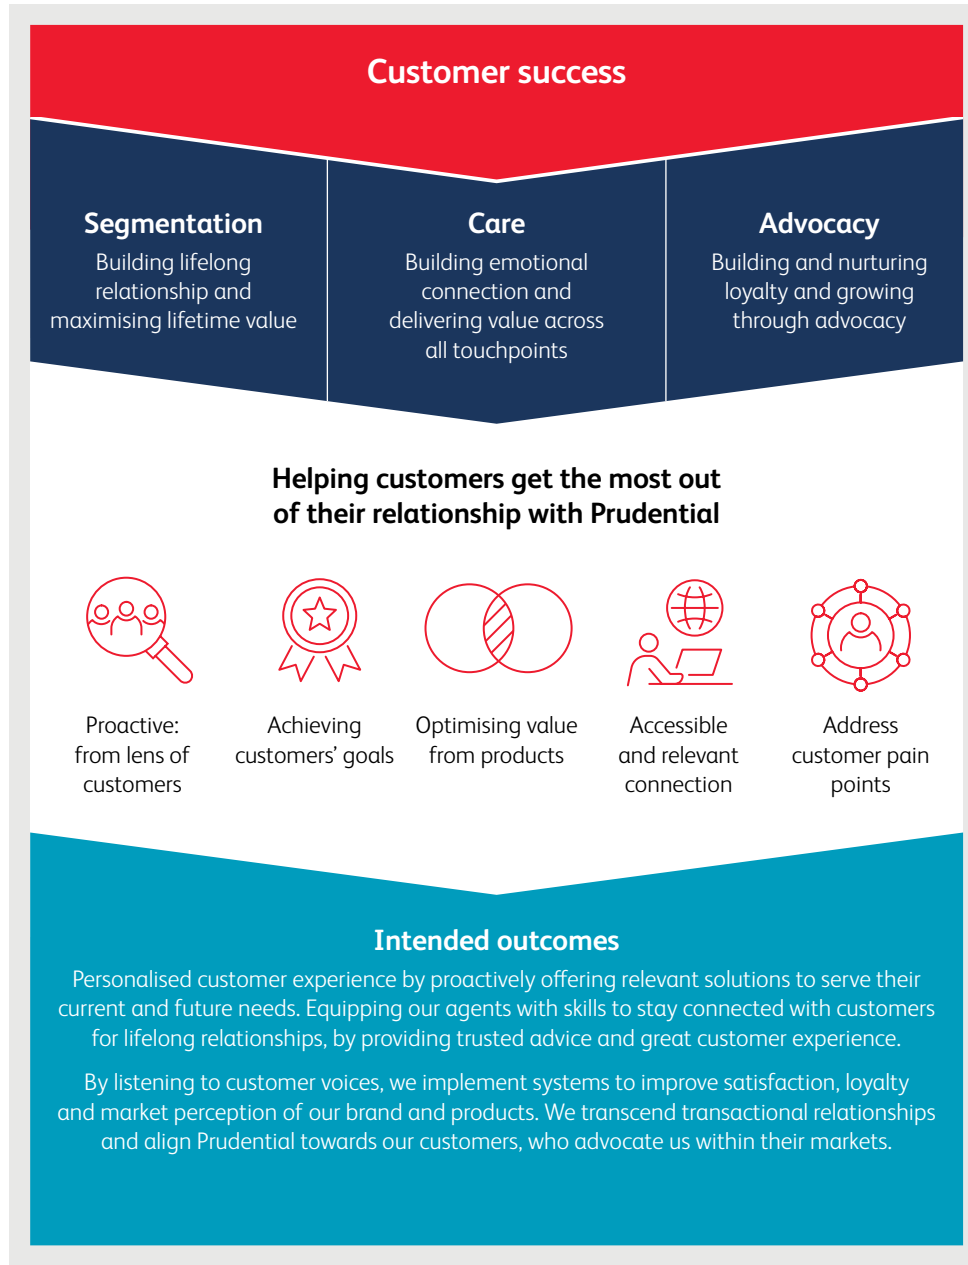 Customer success
Segmentation
Building lifelong
relationship and
maximising lifetime value
Care
Building emotional
connection and
delivering value across
all touchpoints
Advocacy
Building and nurturing
loyalty and growing
through advocacy
Helping customers get the most out
of their relationship with Prudential
Proactive:
from lens of
customers
Achieving
customers’ goals
Optimising value
from products
Accessible
and relevant
connection
Address
customer pain
points
Intended outcomes
Personalised customer experience by proactively offering relevant solutions to serve their
current and future needs. Equipping our agents with skills to stay connected with customers
for lifelong relationships, by providing trusted advice and great customer experience.
By listening to customer voices, we implement systems to improve satisfaction, loyalty
and market perception of our brand and products. We transcend transactional relationships
and align Prudential towards our customers, who advocate us within their markets.